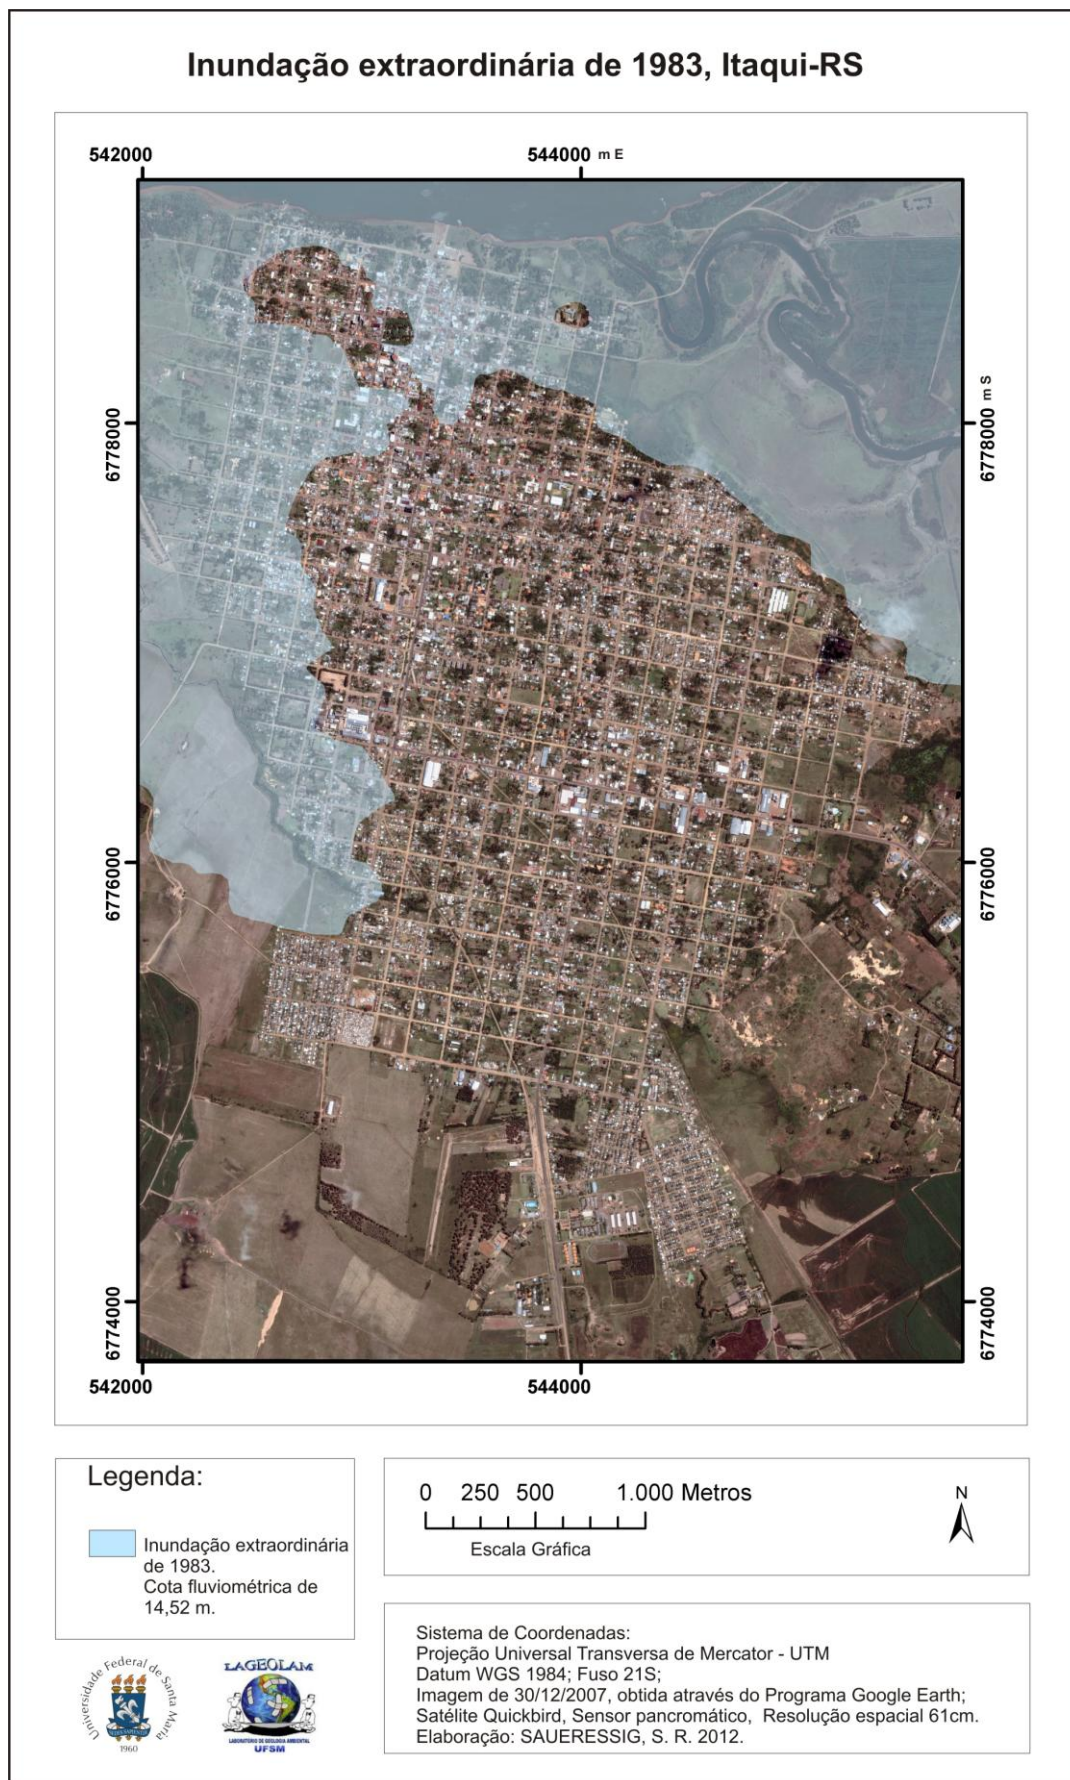 Inundação extraordinária de 1983, Itaqui-RS
542000
544000 m E
6778000
6778000 m S
6776000
6776000
6774000
6774000
542000
544000
Legenda:
Inundação extraordinária
de 1983.
Cota fluviométrica de
14,52 m.
0 250 500 1.000 Metros
Escala Gráfica
N
Sistema de Coordenadas:
Projeção Universal Transversa de Mercator - UTM
Datum WGS 1984; Fuso 21S;
Imagem de 30/12/2007, obtida através do Programa Google Earth;
Satélite Quickbird, Sensor pancromático, Resolução espacial 61cm.
Elaboração: SAUERESSIG, S. R. 2012.
Universidade Federal de Santa Maria
1960
LAGEOLAM
LABORATÓRIO DE GEOLOGIA AMBIENTAL
UFSM